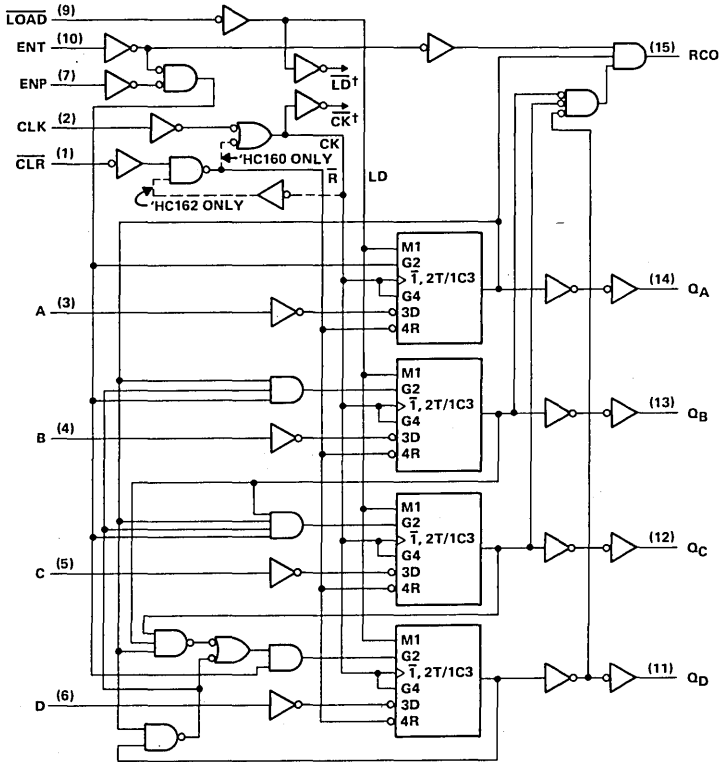 LOAD (9)
ENT (10)
(15) RCO
ENP (7)
LD†
CK†
CLK (2)
CK
CLR (1)
'HC160 ONLY
R
LD
'HC162 ONLY
M1
G2
1, 2T/1C3
G4
3D
4R
A (3)
(14) QA
M1
G2
1, 2T/1C3
G4
3D
4R
B (4)
(13) QB
M1
G2
1, 2T/1C3
G4
3D
4R
C (5)
(12) QC
M1
G2
1, 2T/1C3
G4
3D
4R
D (6)
(11) QD